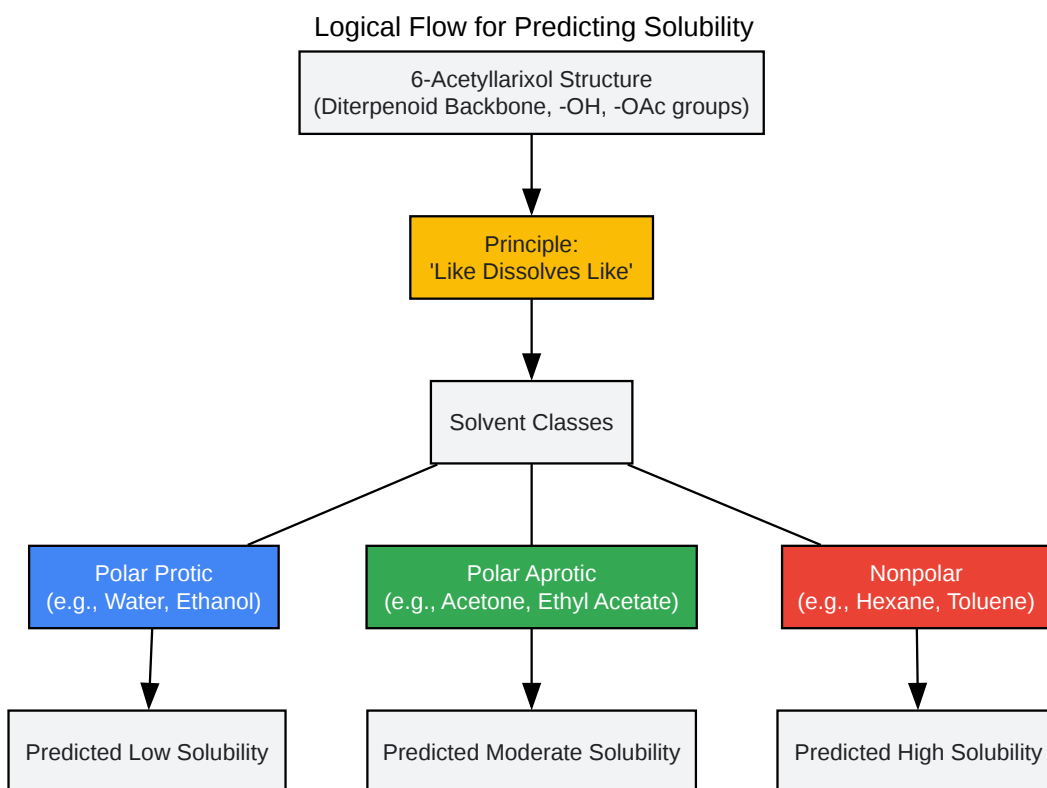 Logical Flow for Predicting Solubility
6-Acetyllarixol Structure
(Diterpenoid Backbone, -OH, -OAc groups)
Principle:
'Like Dissolves Like'
Solvent Classes
Polar Protic
(e.g., Water, Ethanol)
Polar Aprotic
(e.g., Acetone, Ethyl Acetate)
Nonpolar
(e.g., Hexane, Toluene)
Predicted Low Solubility
Predicted Moderate Solubility
Predicted High Solubility